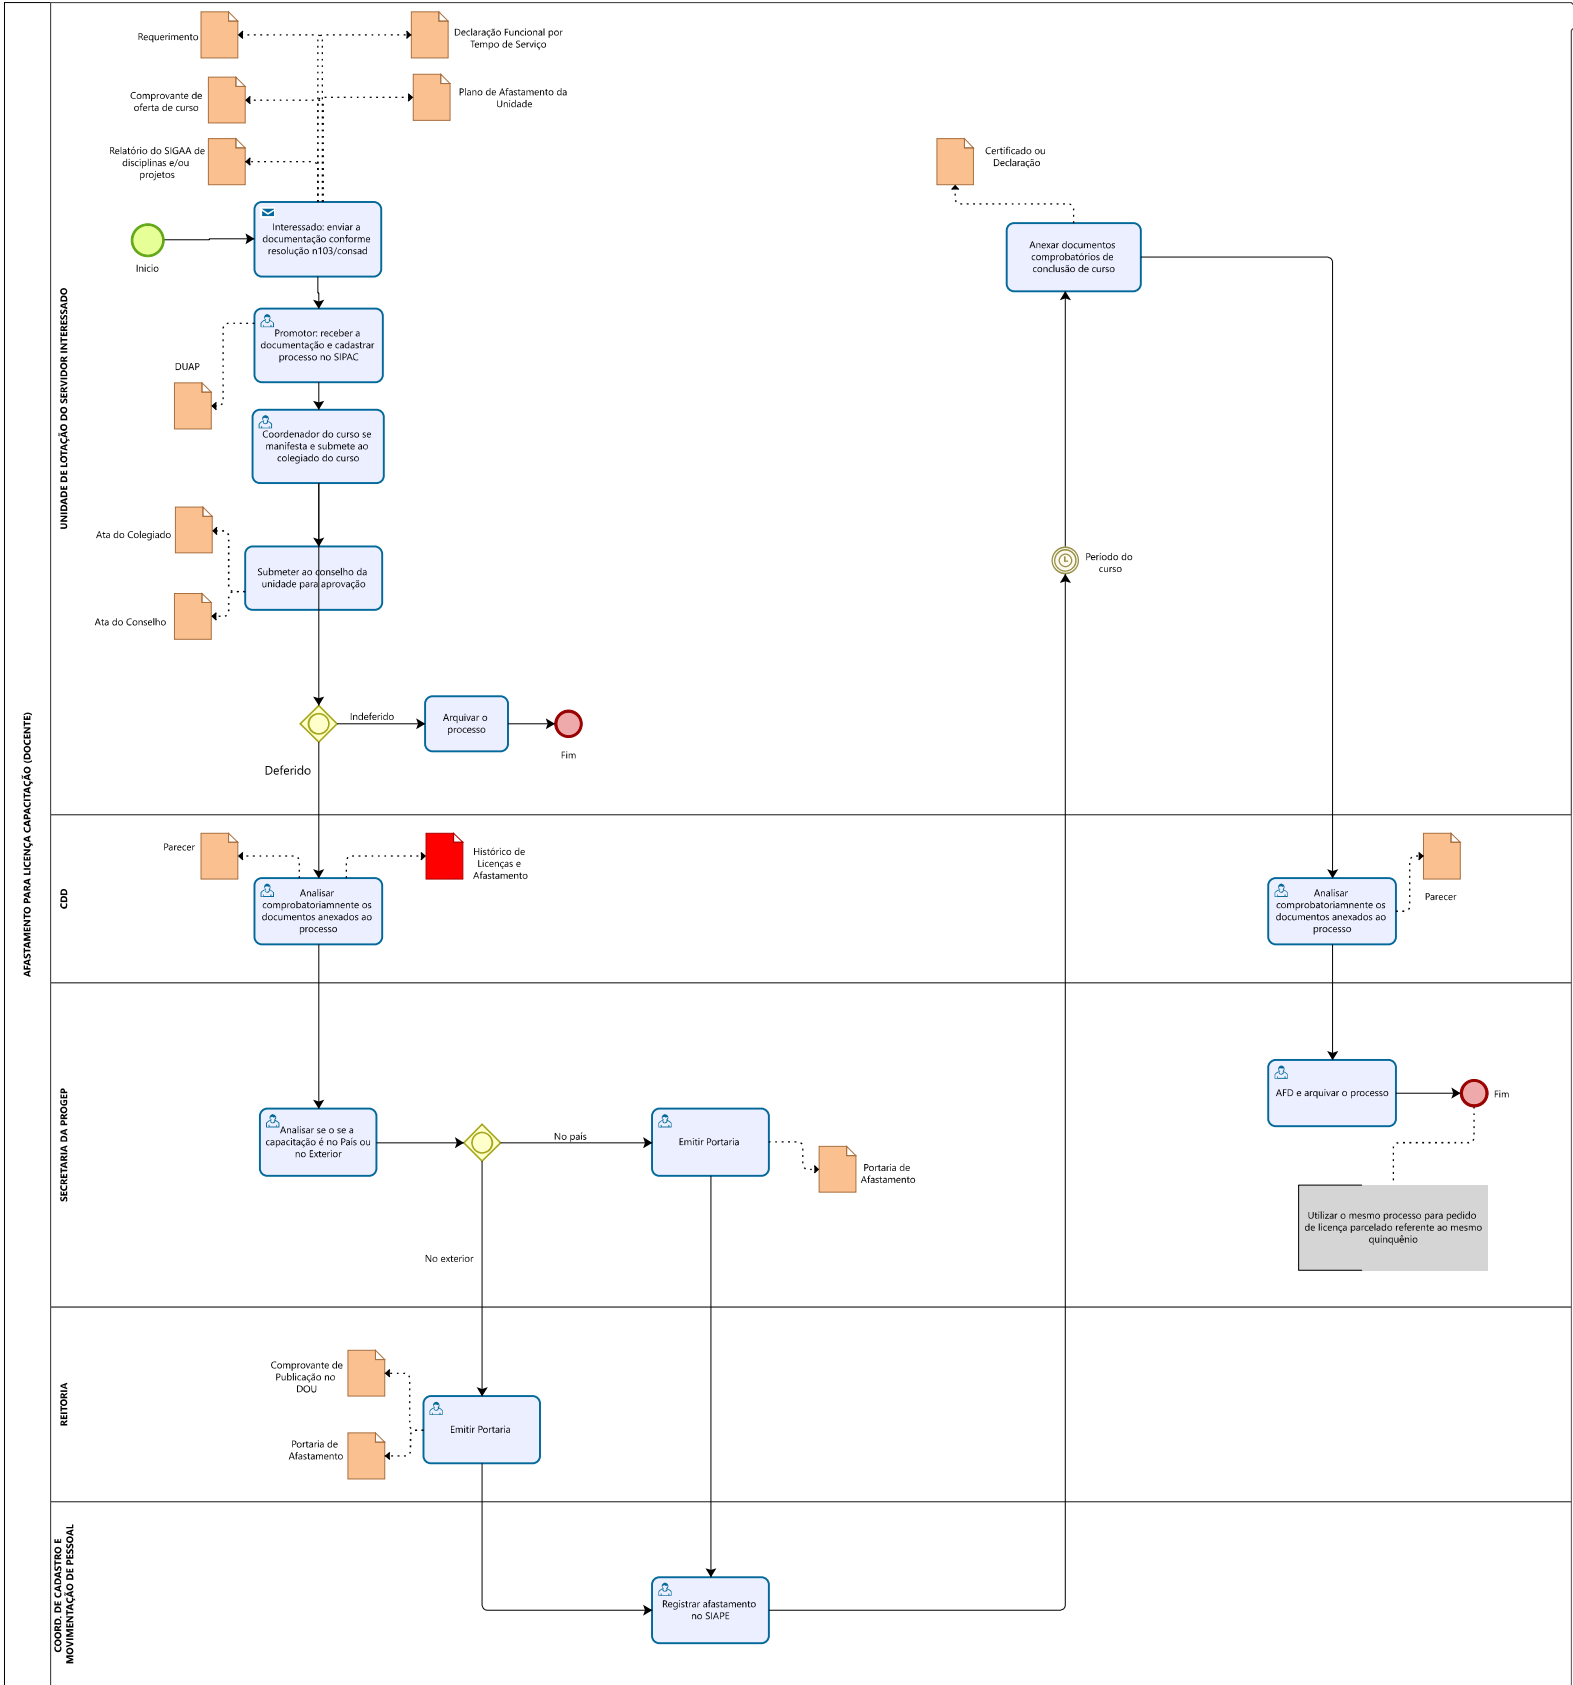 AFASTAMENTO PARA LICENÇA CAPACITAÇÃO (DOCENTE)
UNIDADE DE LOTAÇÃO DO SERVIDOR INTERESSADO
Requerimento
Declaração Funcional por
Tempo de Serviço
Comprovante de
oferta de curso
Plano de Afastamento da
Unidade
Relatório do SIGAA de
disciplinas e/ou
projetos
Certificado ou
Declaração
Início
Interessado: enviar a
documentação conforme
resolução n103/consad
Anexar documentos
comprobatórios de
conclusão de curso
Promotor: receber a
documentação e cadastrar
processo no SIPAC
DUAP
Coordenador do curso se
manifesta e submete ao
colegiado do curso
Ata do Colegiado
Submeter ao conselho da
unidade para aprovação
Ata do Conselho
Período do
curso
Indeferido
Arquivar o
processo
Fim
Deferido
CDD
Parecer
Histórico de
Licenças e
Afastamento
Analisar
comprobatoriamnente os
documentos anexados ao
processo
Analisar
comprobatoriamnente os
documentos anexados ao
processo
Parecer
SECRETARIA DA PROGEP
Analisar se o se a
capacitação é no País ou
no Exterior
No país
Emitir Portaria
Portaria de
Afastamento
No exterior
AFD e arquivar o processo
Fim
Utilizar o mesmo processo para pedido
de licença parcelado referente ao mesmo
quinquênio
REITORIA
Comprovante de
Publicação no
DOU
Portaria de
Afastamento
Emitir Portaria
COORD. DE CADASTRO E
MOVIMENTAÇÃO DE PESSOAL
Registrar afastamento
no SIAPE